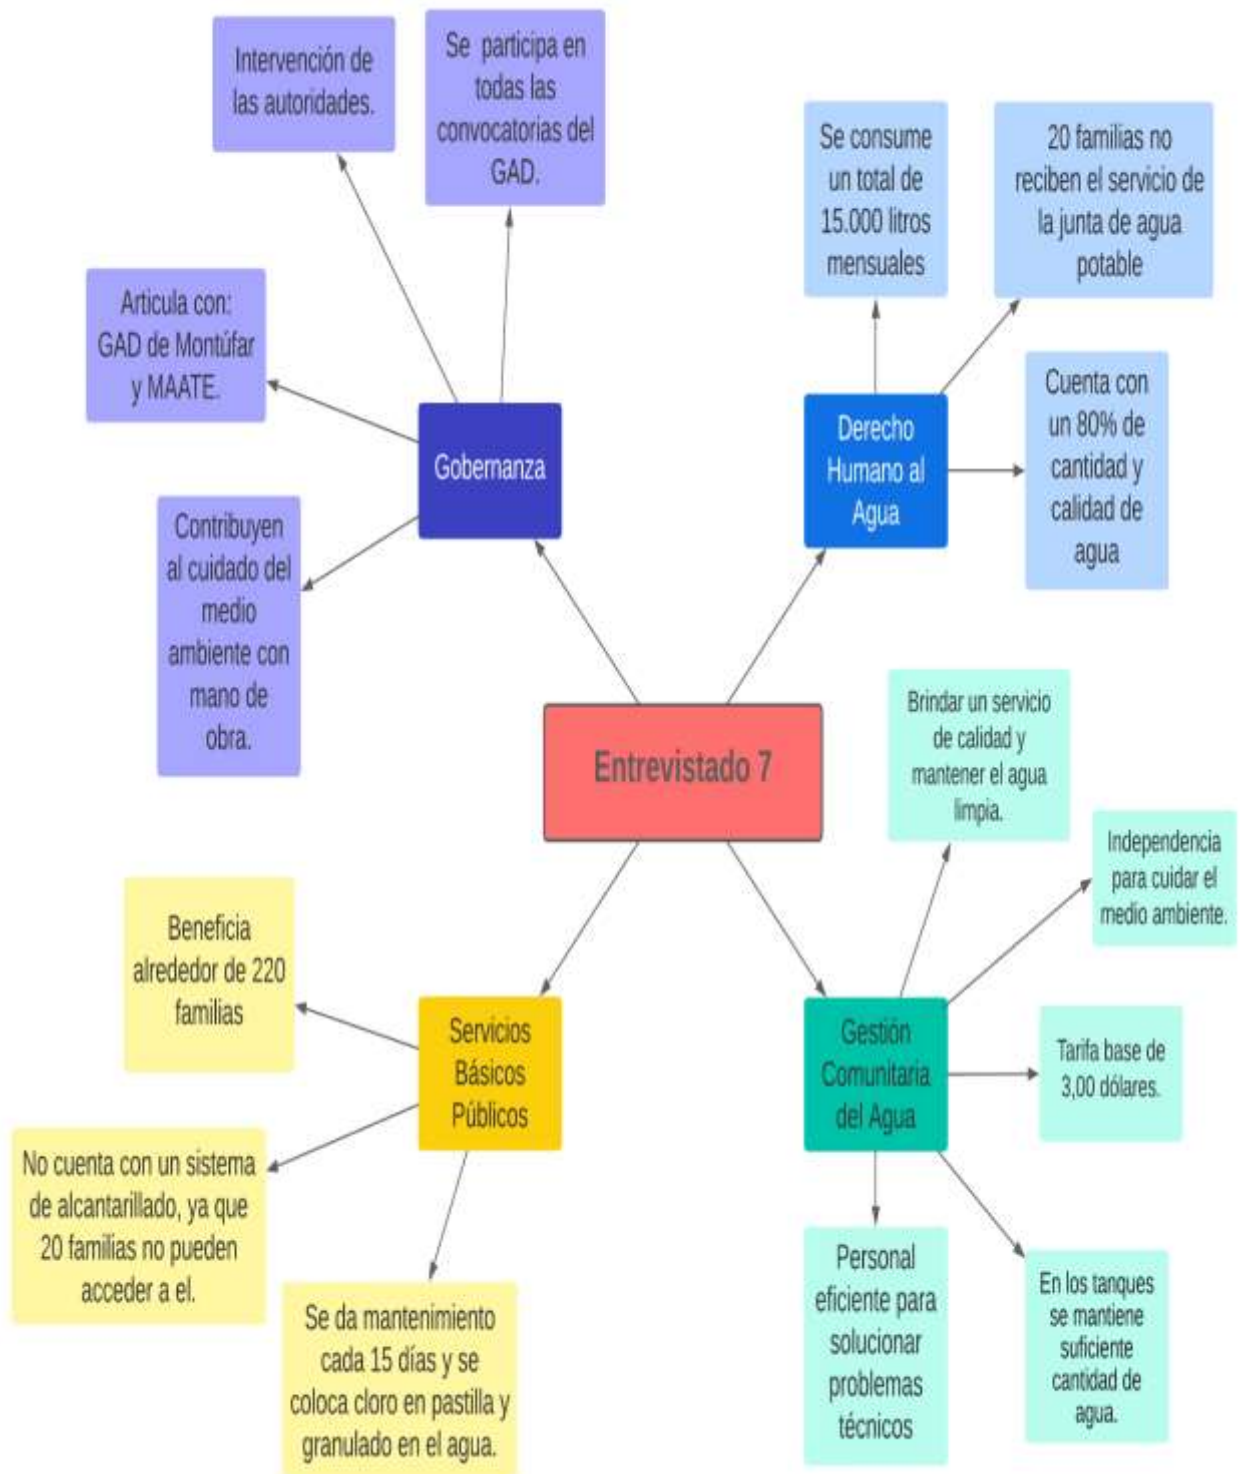 Intervención de
las autoridades.
Se participa en
todas las
convocatorias del
GAD.
Se consume
un total de
15.000 litros
mensuales
20 familias no
reciben el servicio de
la junta de agua
potable
Articula con:
GAD de Montúfar
y MAATE.
Gobernanza
Derecho
Humano al
Agua
Cuenta con
un 80% de
cantidad y
calidad de
agua
Contribuyen
al cuidado del
medio
ambiente con
mano de
obra.
Entrevistado 7
Brindar un servicio
de calidad y
mantener el agua
limpia.
Independencia
para cuidar el
medio ambiente.
Beneficia
alrededor de 220
familias
Servicios
Básicos
Públicos
Gestión
Comunitaria
del Agua
Tarifa base de
3,00 dólares.
No cuenta con un sistema
de alcantarillado, ya que
20 familias no pueden
acceder a el.
Se da mantenimiento
cada 15 días y se
coloca cloro en pastilla y
granulado en el agua.
Personal
eficiente para
solucionar
problemas
técnicos
En los tanques
se mantiene
suficiente
cantidad de
agua.